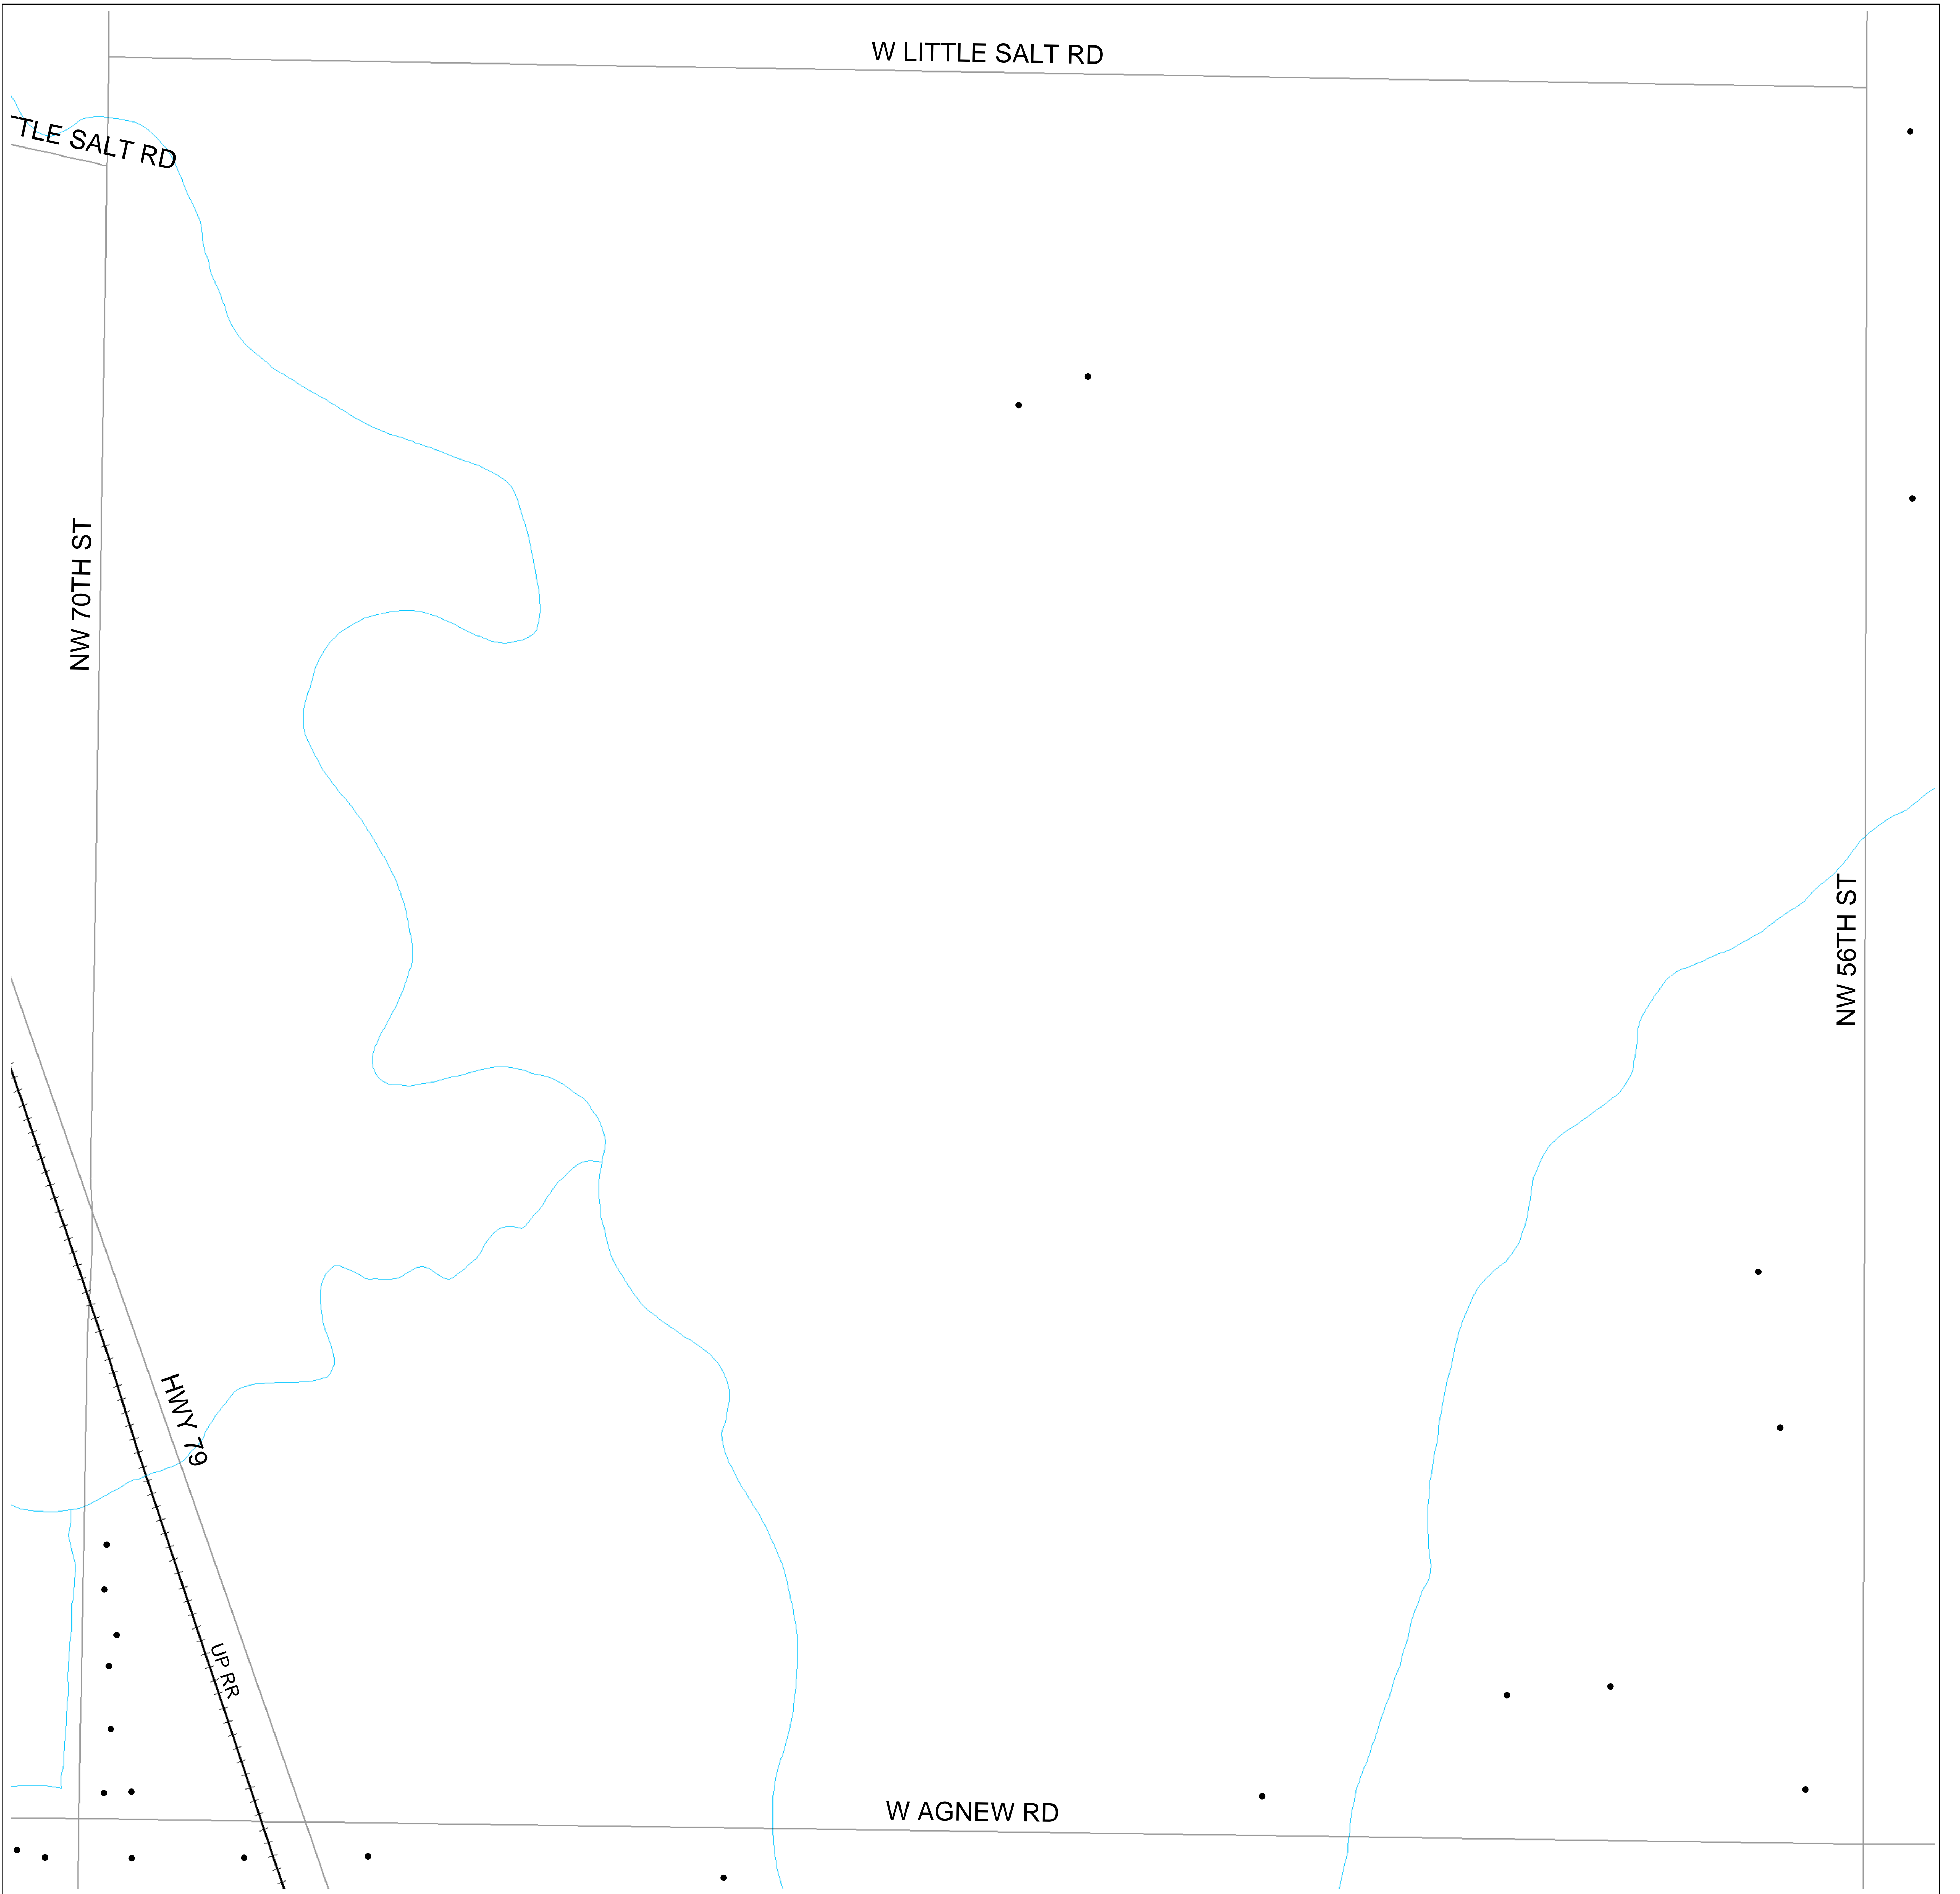 W LITTLE SALT RD
TLE SALT RD
NW 70TH ST
NW 56TH ST
HWY 79
UP RR
W AGNEW RD